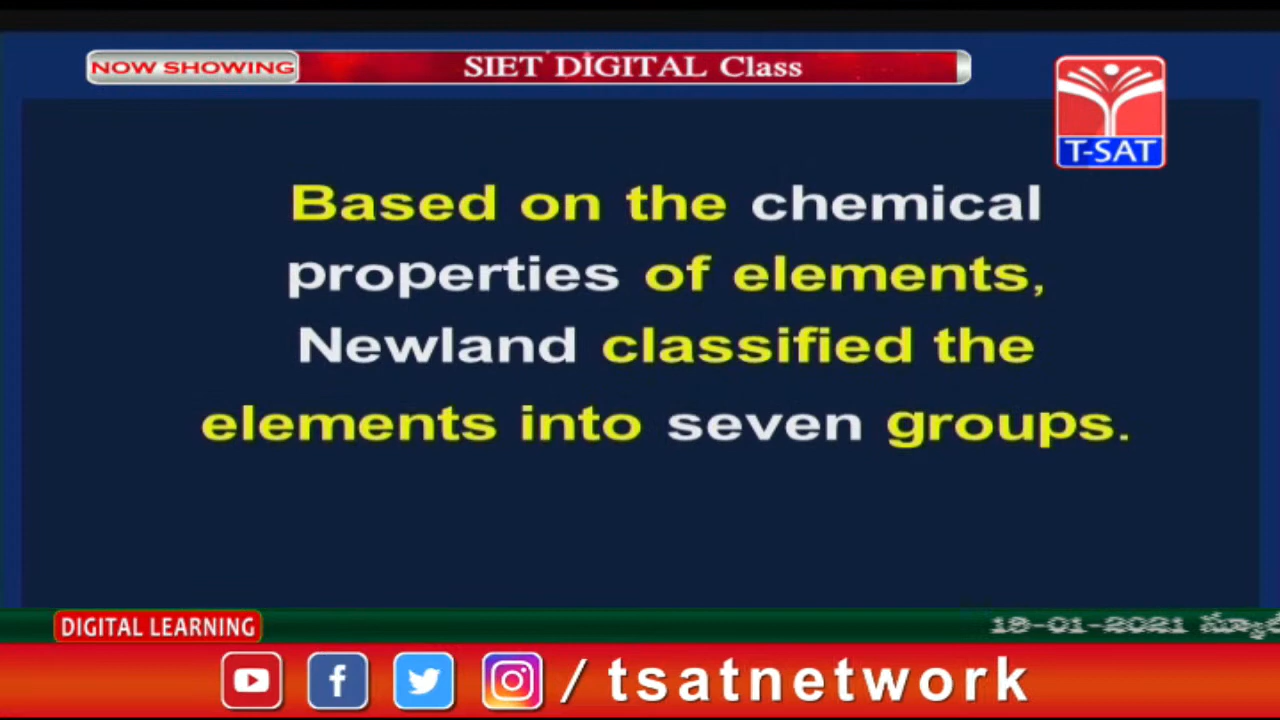 NOW SHOWING
SIET DIGITAL Class
T-SAT
Based on the chemical
properties of elements,
Newland classified the
elements into seven groups.
DIGITAL LEARNING
19-01-2021
/ tsatnetwork